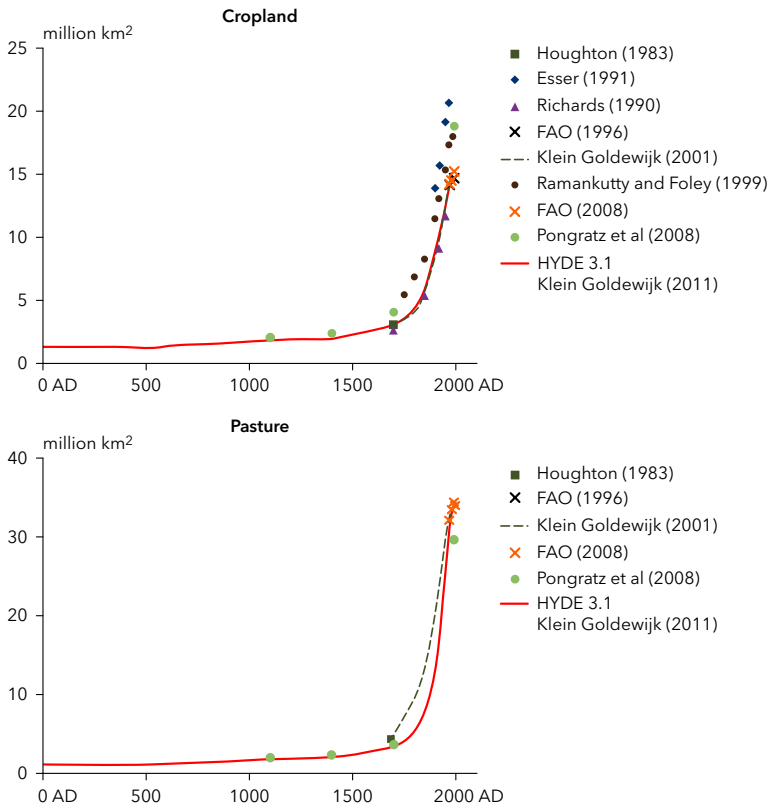 Cropland
million km2
25
20
15
10
5
0
0 AD 500 1000 1500 2000 AD
Houghton (1983)
Esser (1991)
Richards (1990)
FAO (1996)
Klein Goldewijk (2001)
Ramankutty and Foley (1999)
FAO (2008)
Pongratz et al (2008)
HYDE 3.1
Klein Goldewijk (2011)
Pasture
million km2
40
30
20
10
0
0 AD 500 1000 1500 2000 AD
Houghton (1983)
FAO (1996)
Klein Goldewijk (2001)
FAO (2008)
Pongratz et al (2008)
HYDE 3.1
Klein Goldewijk (2011)